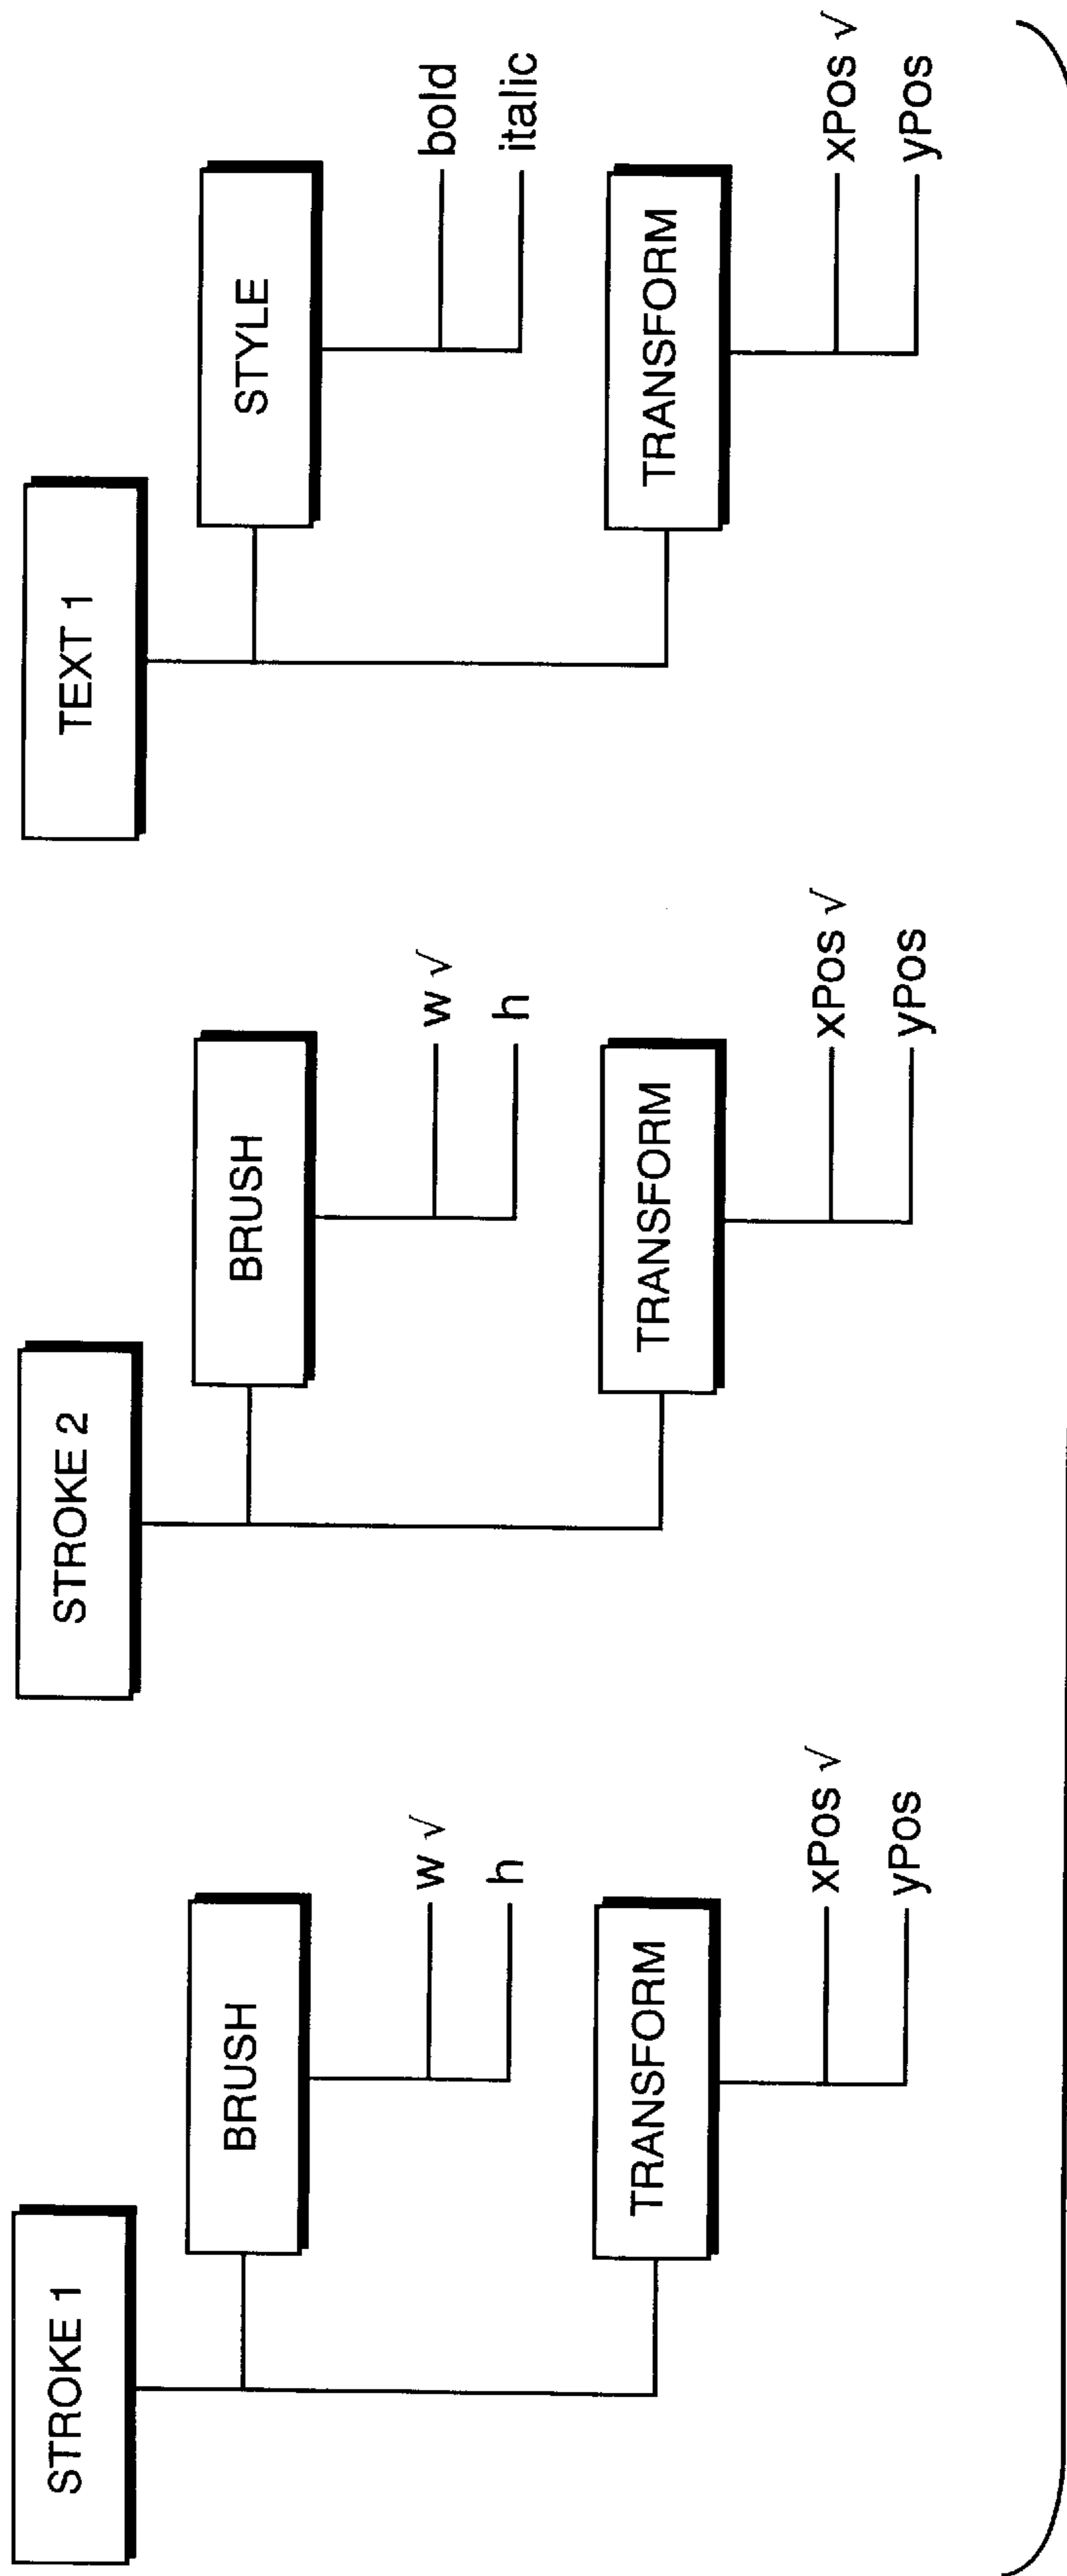 STROKE 1
BRUSH
w √
h
TRANSFORM
xPos √
yPos
STROKE 2
BRUSH
w √
h
TRANSFORM
xPos √
yPos
TEXT 1
STYLE
bold
italic
TRANSFORM
xPos √
yPos